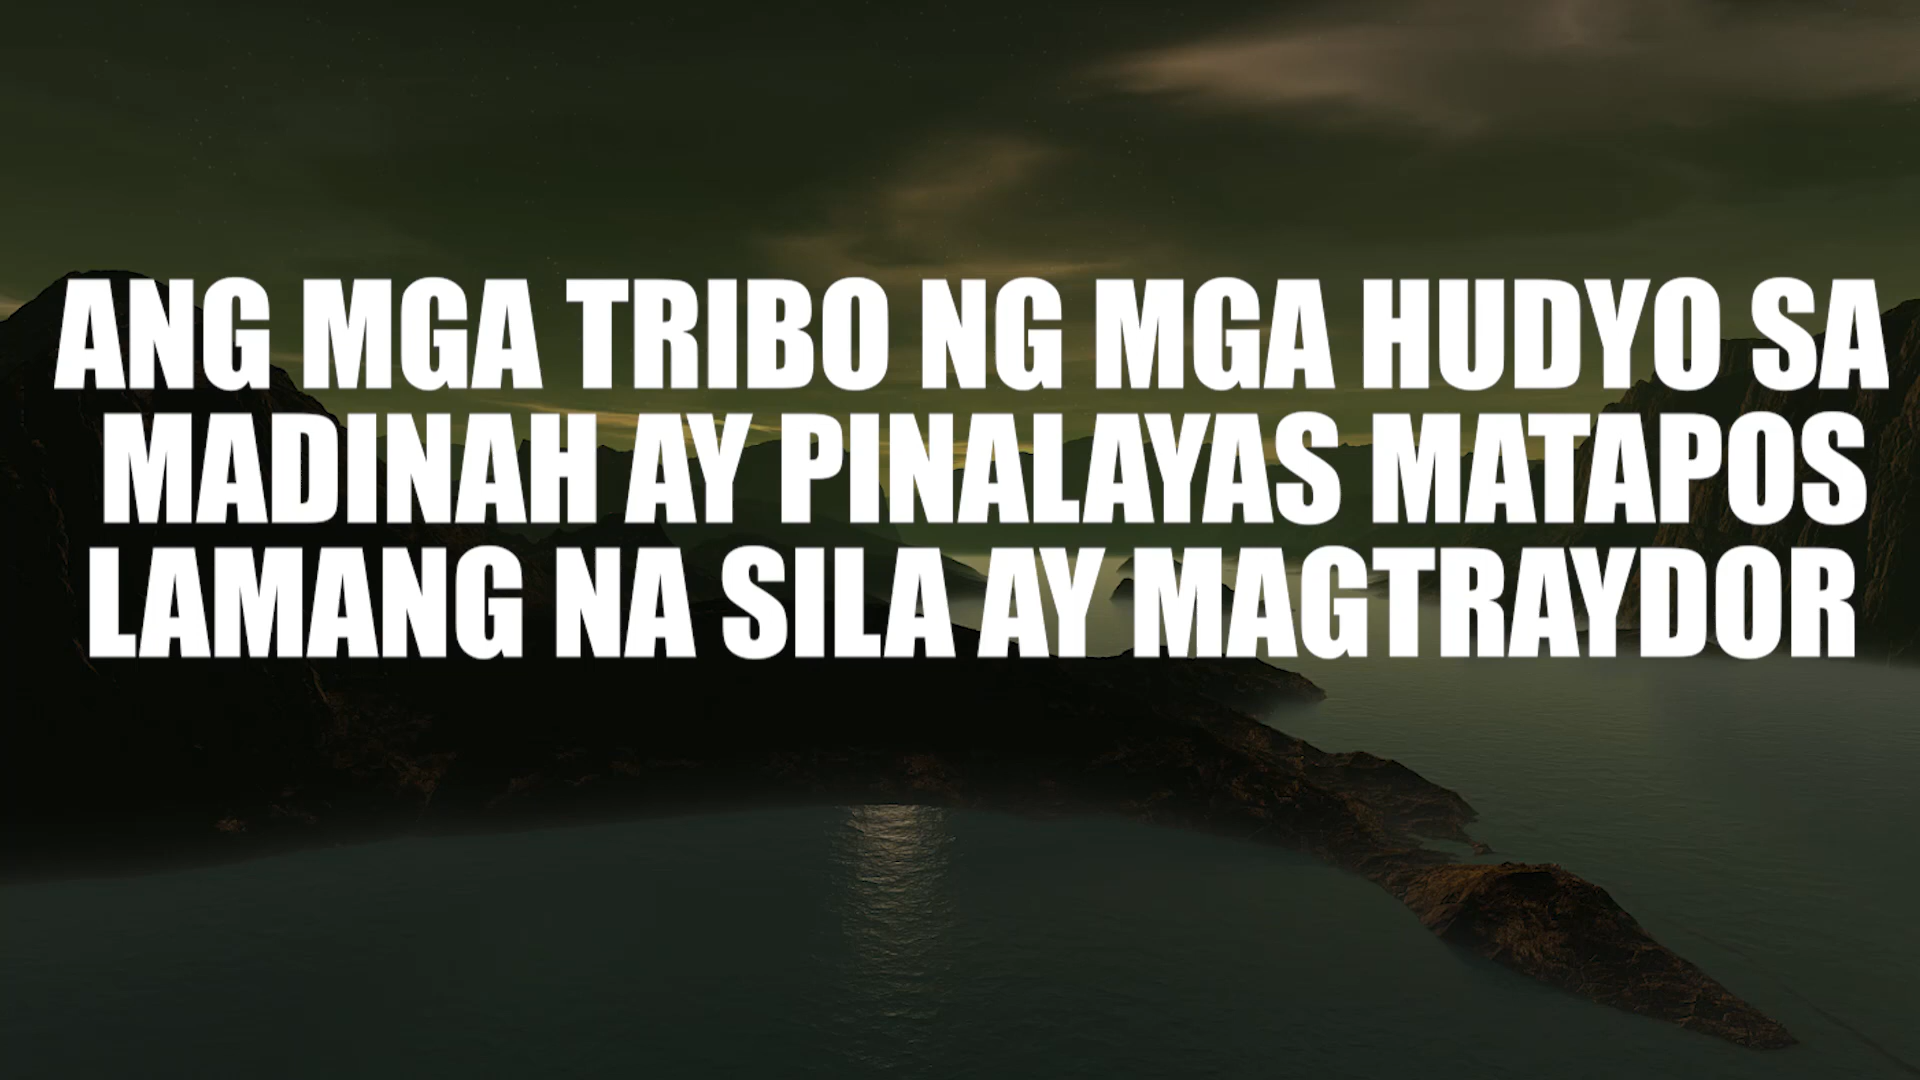 ANG MGA TRIBO NG MGA HUDYO SA
MADINAH AY PINALAYAS MATAPOS
LAMANG NA SILA AY MAGTRAYDOR